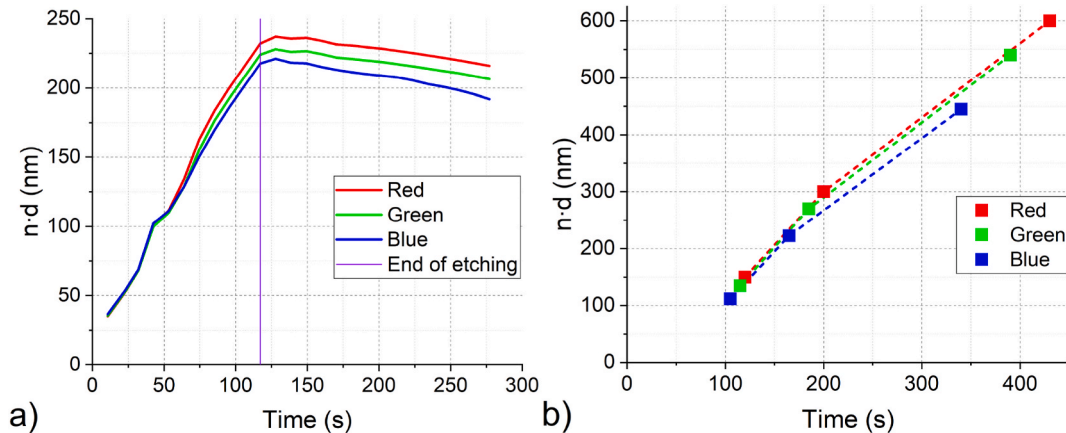 250
200
150
100
50
0
n·d (nm)
0 50 100 150 200 250 300
Time (s)
Red
Green
Blue
End of etching
a)
600
500
400
300
200
100
0
n·d (nm)
0 100 200 300 400
Time (s)
Red
Green
Blue
b)